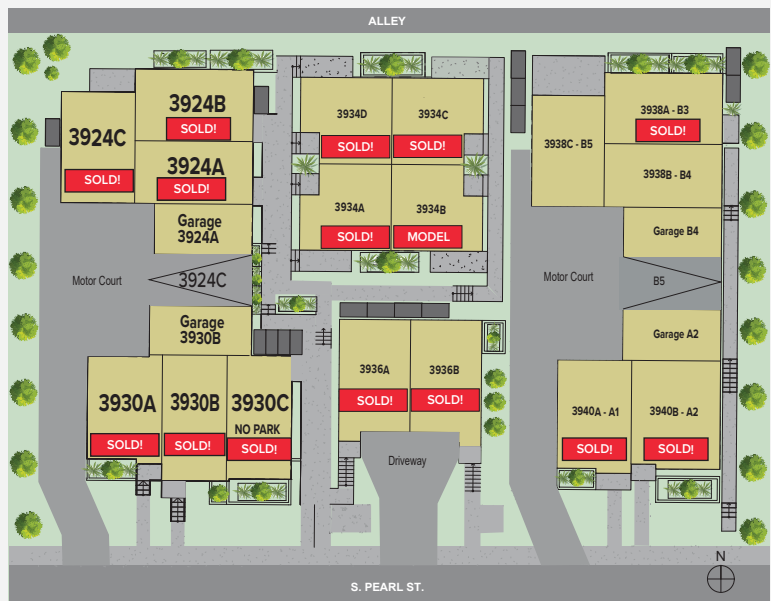 ALLEY
3924B
SOLD!
3924C
SOLD!
3924A
SOLD!
Garage
3924A
Motor Court
3924C
Garage
3930B
3930A
SOLD!
3930B
SOLD!
3930C
NO PARK
SOLD!
3934D
SOLD!
3934C
SOLD!
3934A
SOLD!
3934B
MODEL
3936A
SOLD!
3936B
SOLD!
Driveway
3938A - B3
SOLD!
3938C - B5
3938B - B4
Garage B4
Motor Court
B5
Garage A2
3940A - A1
SOLD!
3940B - A2
SOLD!
N
S. PEARL ST.